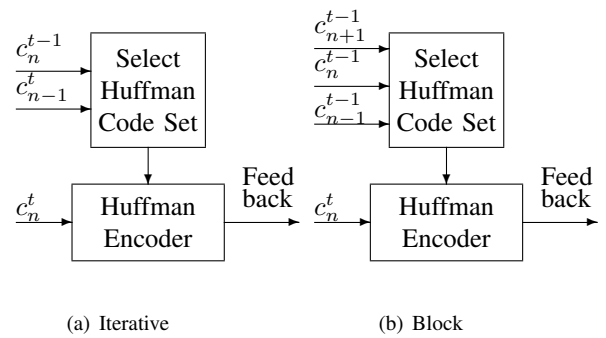 c_n^{t-1}
c_{n-1}^t
Select
Huffman
Code Set
c_n^t
Huffman
Encoder
Feed
back
(a) Iterative
c_{n+1}^{t-1}
c_n^{t-1}
c_{n-1}^{t-1}
Select
Huffman
Code Set
c_n^t
Huffman
Encoder
Feed
back
(b) Block